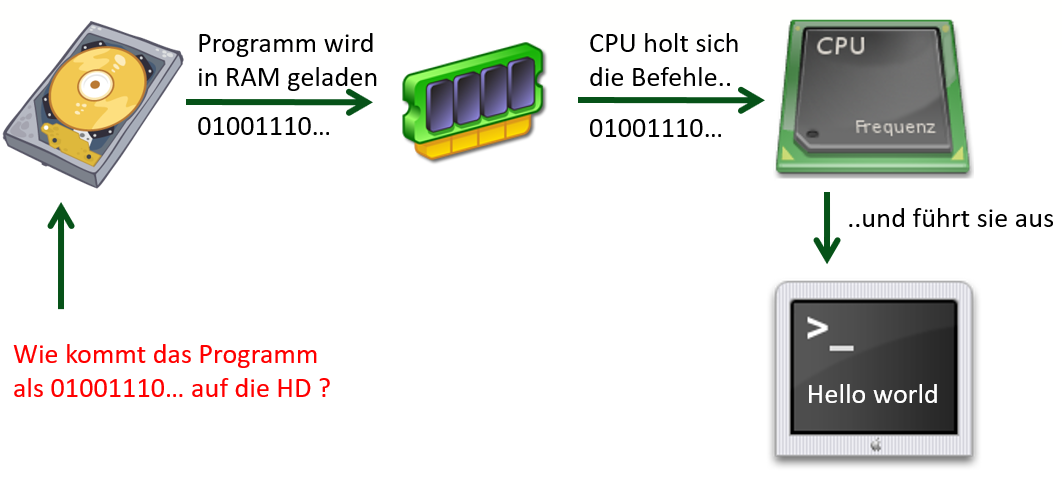 Programm wird
in RAM geladen
01001110...
CPU holt sich
die Befehle..
01001110...
CPU
Frequenz
..und führt sie aus
>_
Hello world
Wie kommt das Programm
als 01001110... auf die HD ?